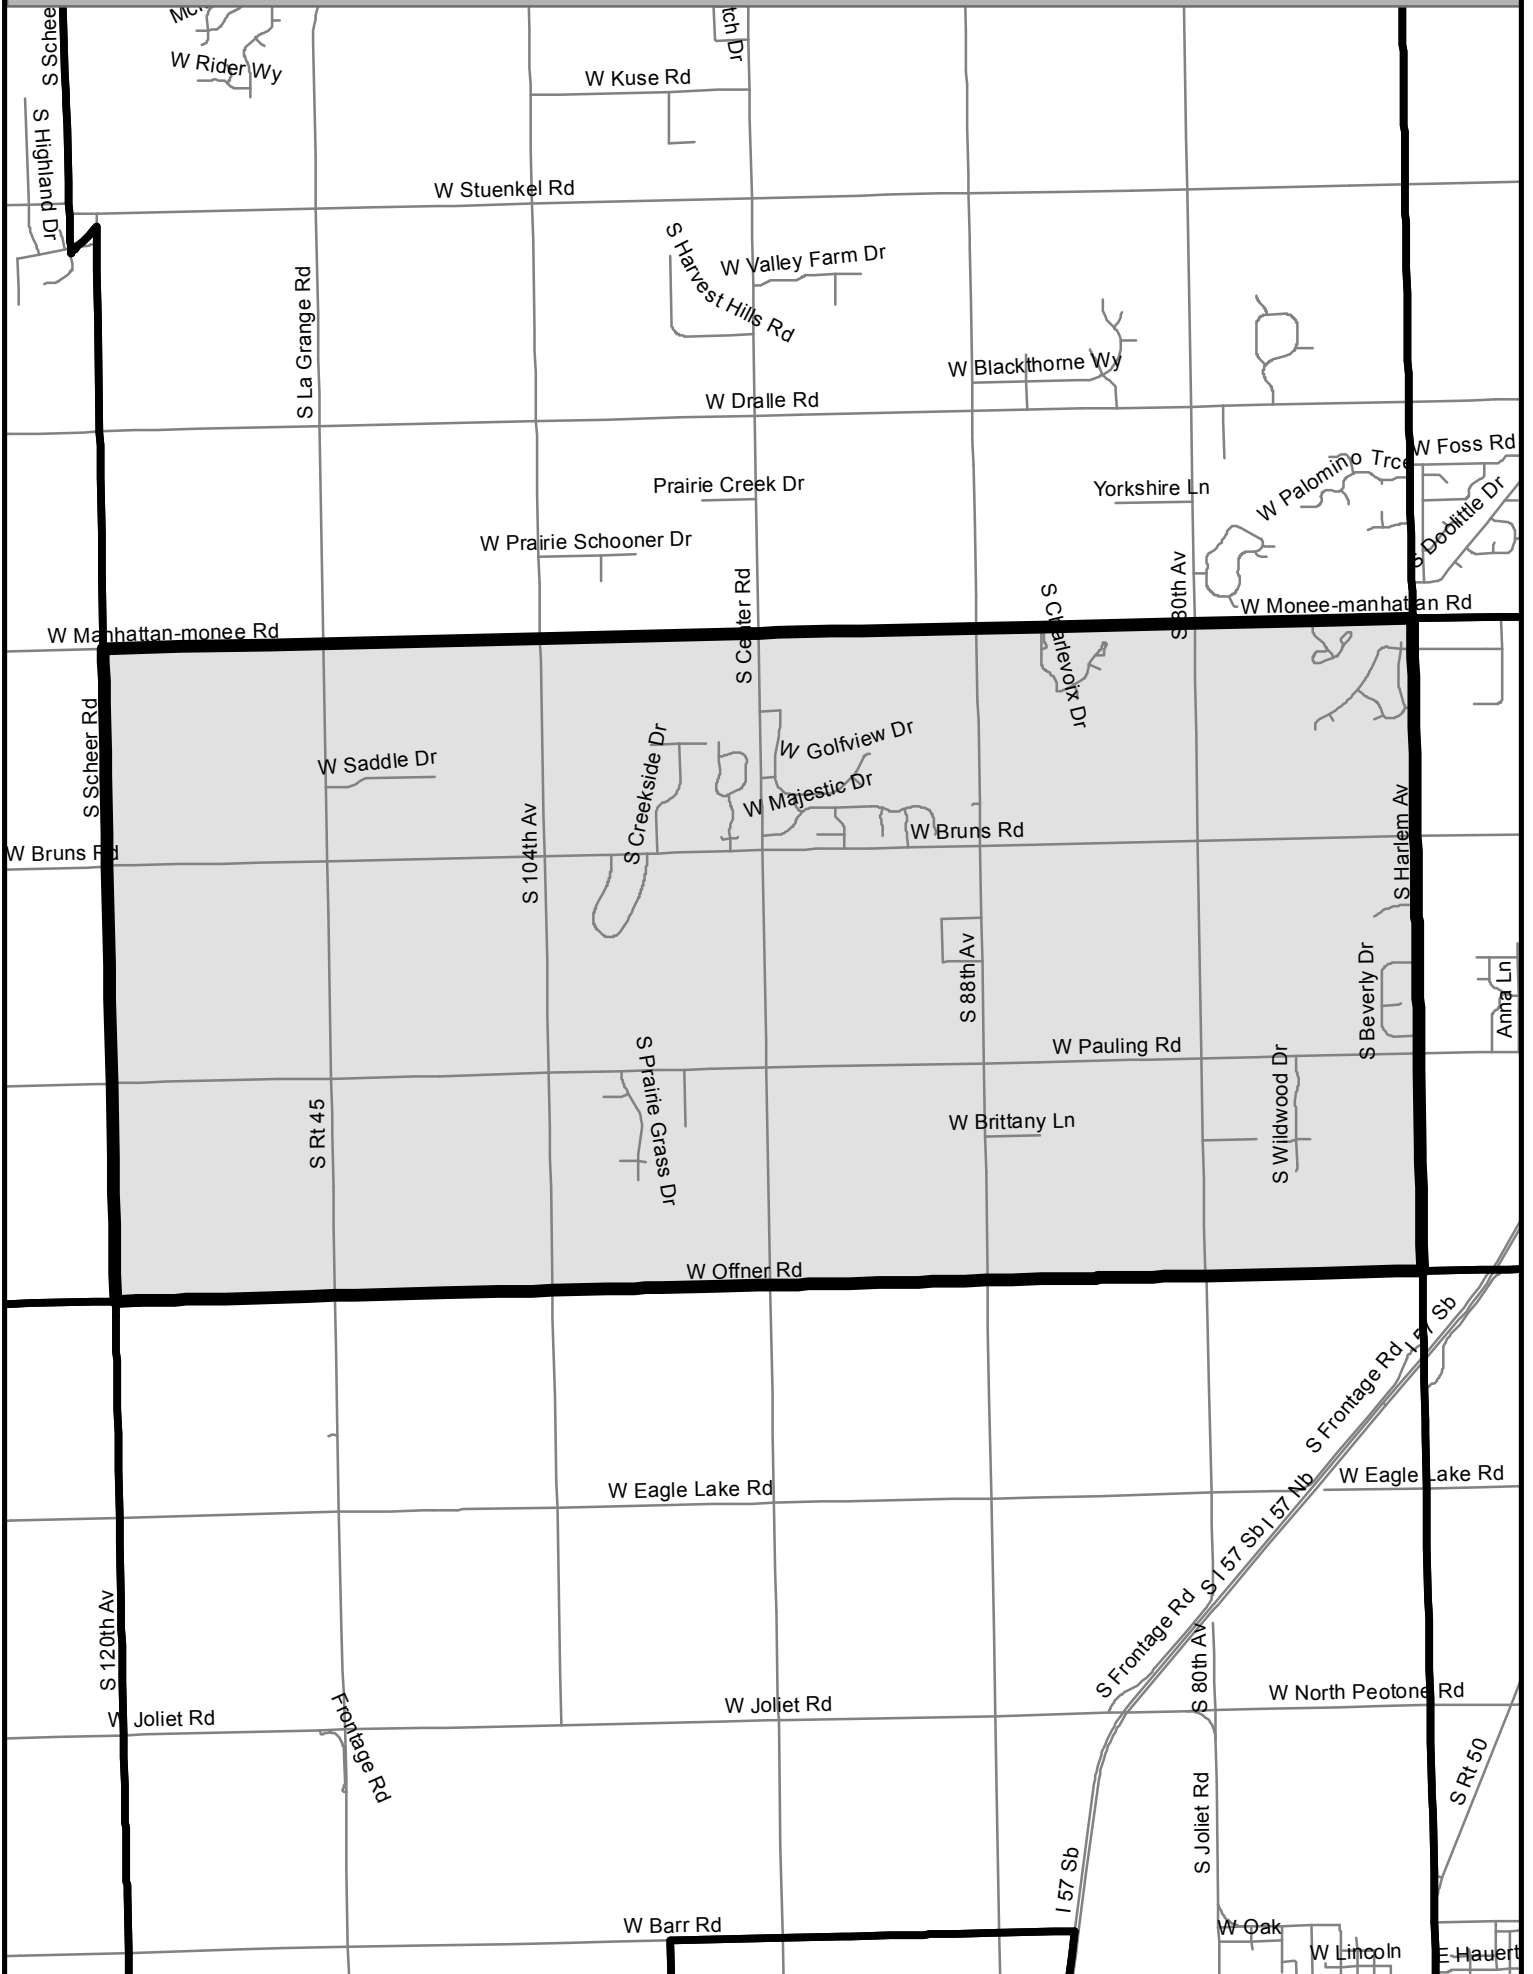 S Schee
W Rider Wy
tch Dr
W Kuse Rd
S Highland Dr
W Stuenkel Rd
S Harvest Hills Rd
W Valley Farm Dr
S La Grange Rd
W Blackthorne Wy
W Dralle Rd
W Foss Rd
W Palomino Trce
Prairie Creek Dr
Yorkshire Ln
S Doolittle Dr
W Prairie Schooner Dr
S Center Rd
S 80th Av
S Charlevoix Dr
W Monee-manhattan Rd
W Manhattan-monee Rd
S Scheer Rd
W Saddle Dr
S Creekside Dr
W Golfview Dr
W Majestic Dr
S Harlem Av
S 104th Av
W Bruns Rd
W Bruns Rd
S 88th Av
S Beverly Dr
Anna Ln
S Prairie Grass Dr
W Pauling Rd
S Wildwood Dr
S Rt 45
W Brittany Ln
W Offner Rd
I 57 Sb
S Frontage Rd
W Eagle Lake Rd
W Eagle Lake Rd
I 57 Nb
S I 57 Sb
S Frontage Rd
S 120th Av
S 80th Av
W North Peotone Rd
W Joliet Rd
W Joliet Rd
Frontage Rd
S Rt 50
S Joliet Rd
I 57 Sb
W Barr Rd
W Oak
W Lincoln
E Hauert